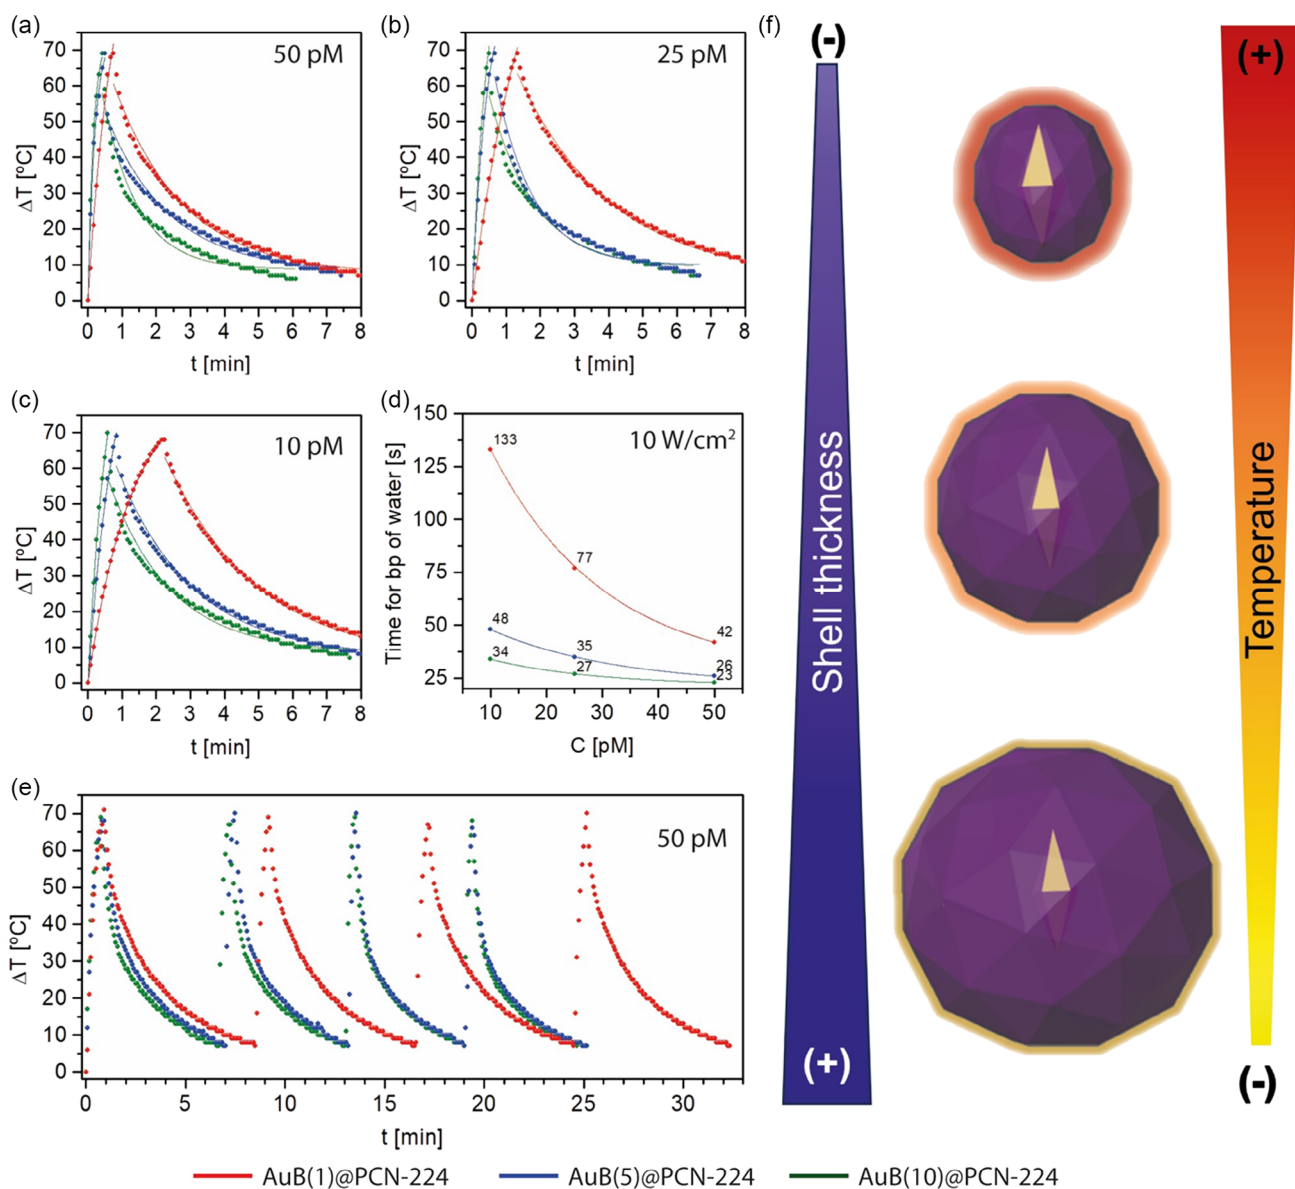 (a)
50 pM
ΔT [ºC]
70
60
50
40
30
20
10
0
0 1 2 3 4 5 6 7 8
t [min]
(b)
25 pM
ΔT [ºC]
70
60
50
40
30
20
10
0
0 1 2 3 4 5 6 7 8
t [min]
(c)
10 pM
ΔT [ºC]
70
60
50
40
30
20
10
0
0 1 2 3 4 5 6 7 8
t [min]
(d)
10 W/cm²
Time for bp of water [s]
150
125
100
75
50
25
133
77
42
48
35
26
34
27
23
10 20 30 40 50
C [pM]
(e)
50 pM
ΔT [ºC]
70
60
50
40
30
20
10
0
0 5 10 15 20 25 30
t [min]
(f)
(-)
Shell thickness
(+)
(+)
Temperature
(-)
AuB(1)@PCN-224 AuB(5)@PCN-224 AuB(10)@PCN-224